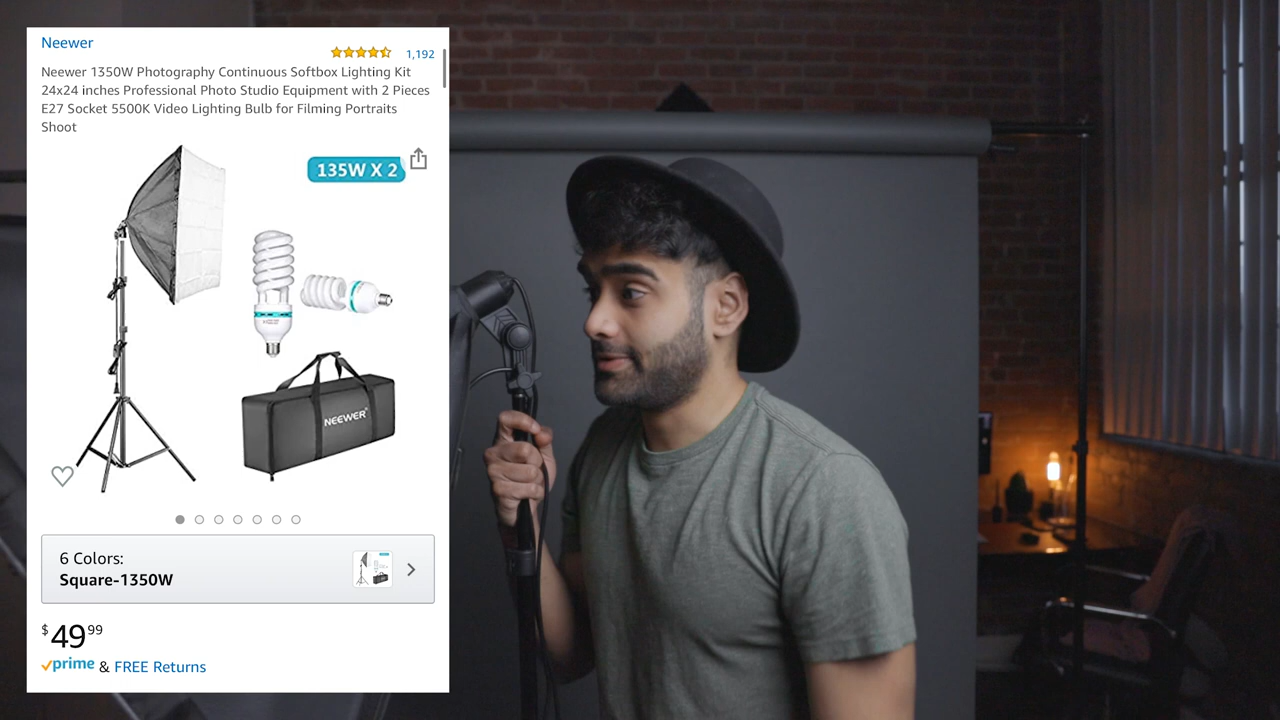 Neewer
1,192
Neewer 1350W Photography Continuous Softbox Lighting Kit
24x24 inches Professional Photo Studio Equipment with 2 Pieces
E27 Socket 5500K Video Lighting Bulb for Filming Portraits
Shoot
135W X 2
NEEWER®
6 Colors:
Square-1350W
$4999
prime & FREE Returns